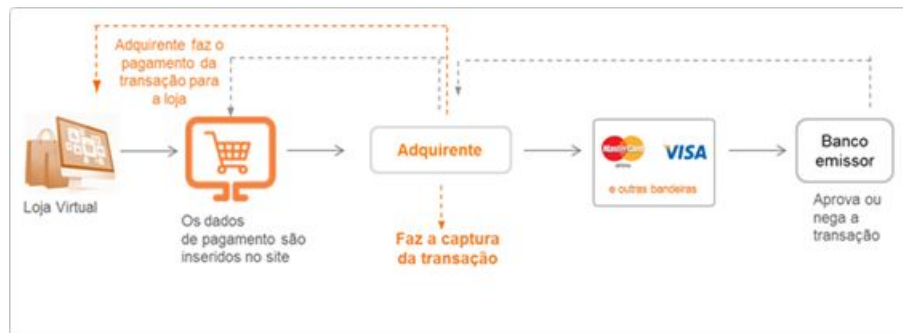 Adquirente faz o
pagamento da
transação para
a loja
Loja Virtual
Os dados
de pagamento são
inseridos no site
Adquirente
Faz a captura
da transação
MasterCard
VISA
e outras bandeiras
Banco
emissor
Aprova ou
nega a
transação